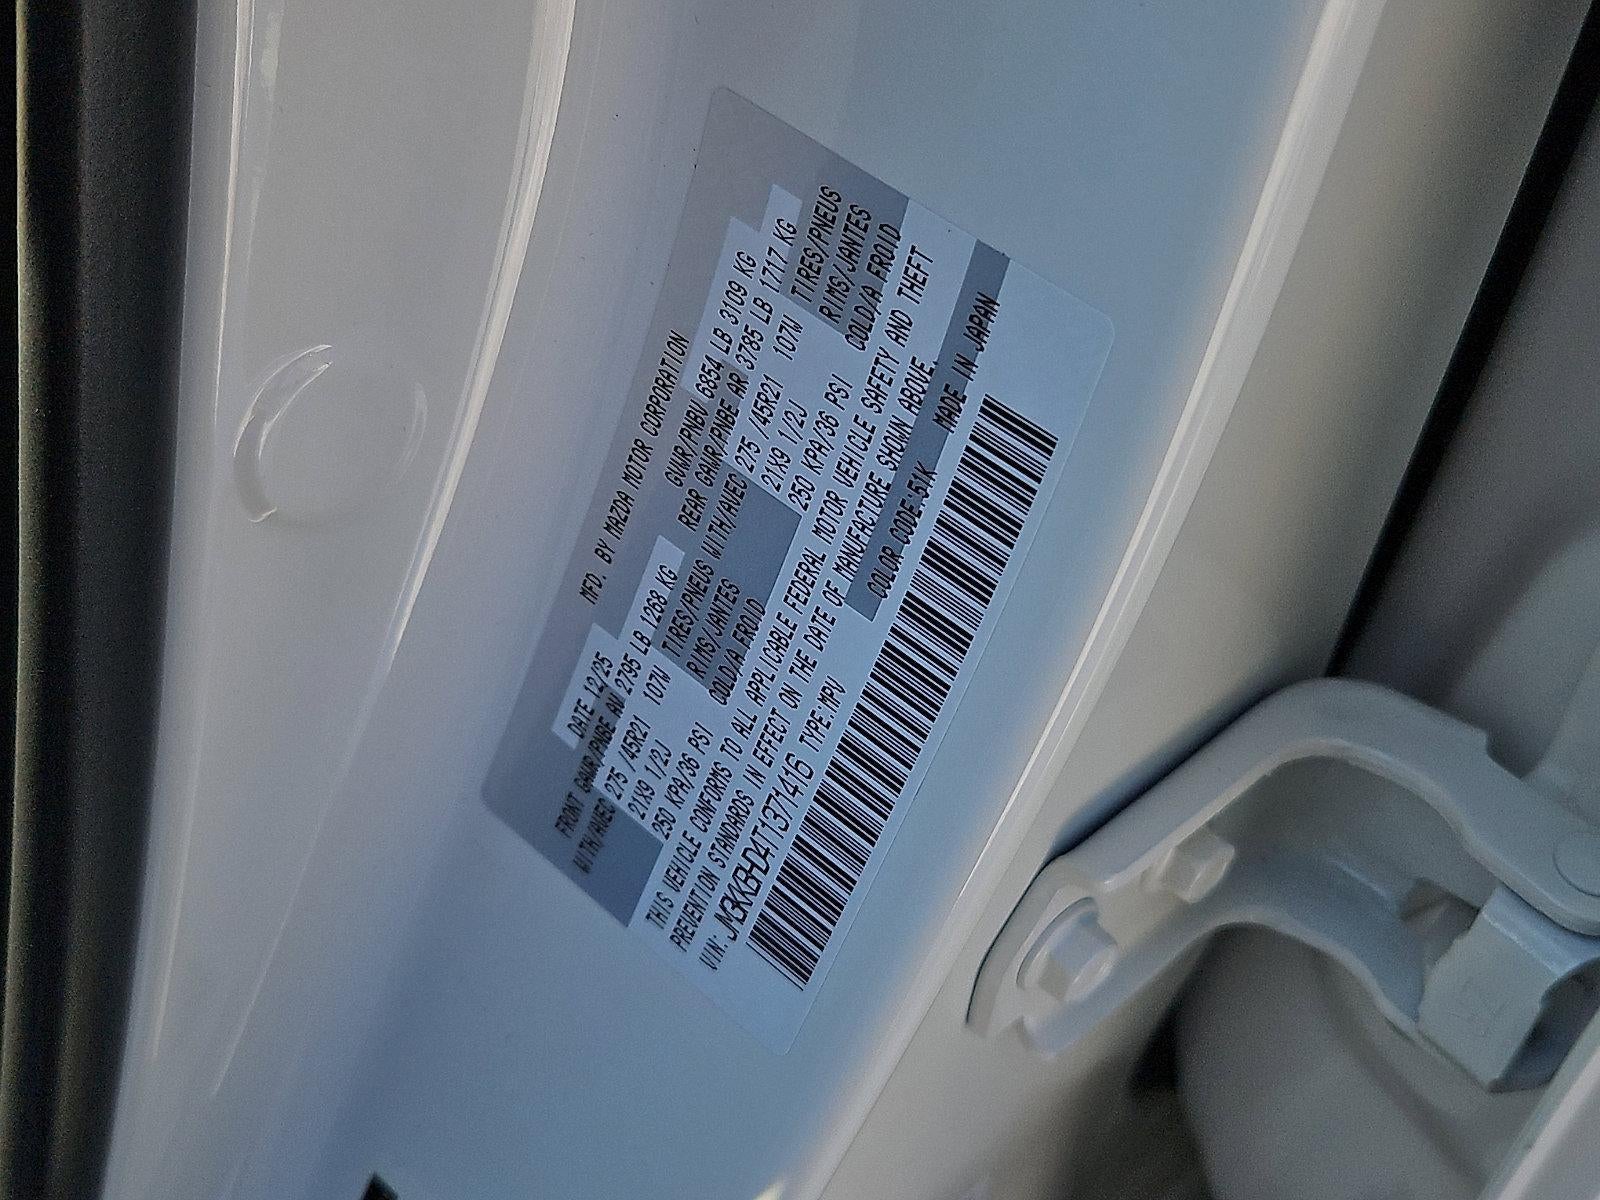 MFD. BY MAZDA MOTOR CORPORATION
DATE 12/25 GVWR/PNBV 6854 LB 3109 KG
FRONT GAWR/PNBE AV 2795 LB 1268 KG REAR GAWR/PNBE AR 3785 LB 1717 KG
WITH/AVEC 275 /45R21 107W TIRES/PNEUS WITH/AVEC 275 /45R21 107W TIRES/PNEUS
21X9 1/2J RIMS/JANTES 21X9 1/2J RIMS/JANTES
250 KPA/36 PSI COLD/A FROID 250 KPA/36 PSI COLD/A FROID
THIS VEHICLE CONFORMS TO ALL APPLICABLE FEDERAL MOTOR VEHICLE SAFETY AND THEFT
PREVENTION STANDARDS IN EFFECT ON THE DATE OF MANUFACTURE SHOWN ABOVE.
VIN: JM3KKBHD4T1371416 TYPE:MPV COLOR CODE:51K MADE IN JAPAN